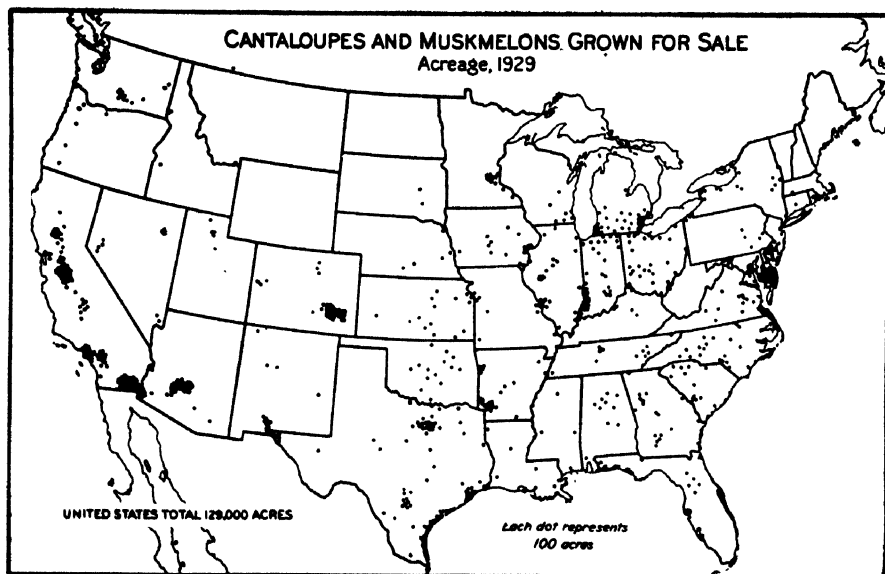 CANTALOUPES AND MUSKMELONS GROWN FOR SALE
Acreage, 1929
UNITED STATES TOTAL 129,000 ACRES
Each dot represents
100 acres